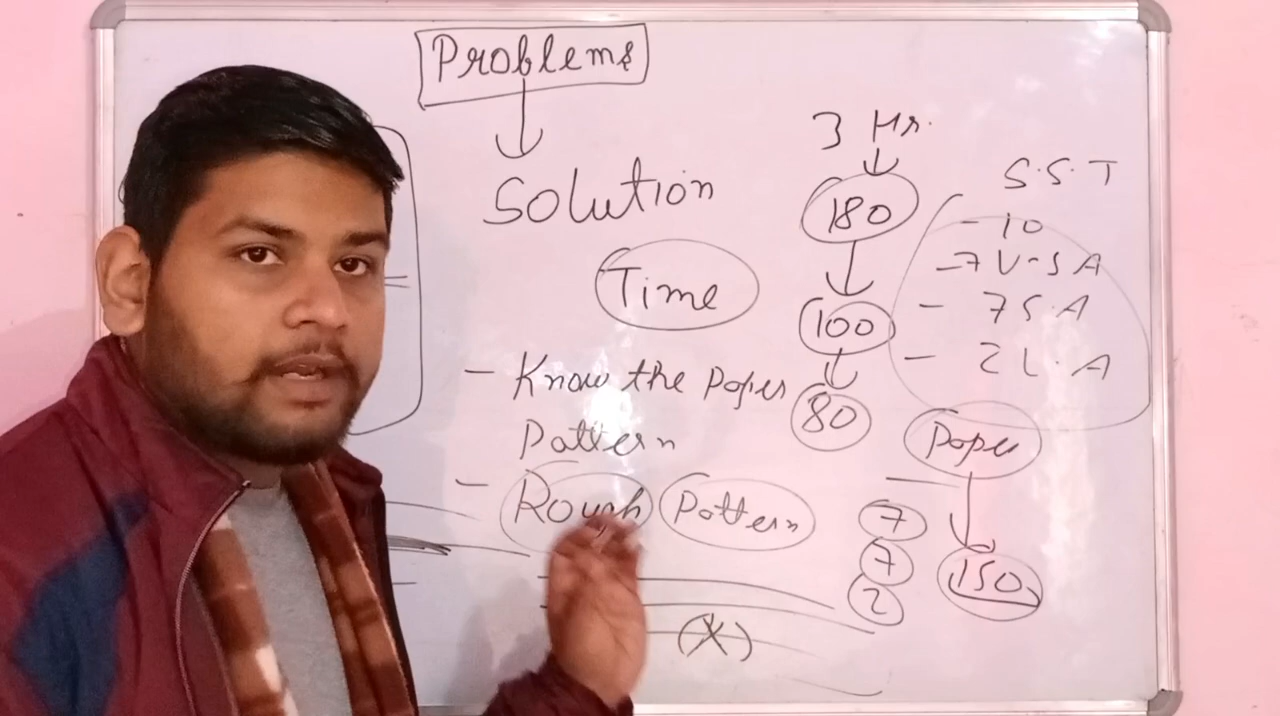 Problems
Solution
Time
- Know the Paper
Pattern
- Rough Pattern
(X)
3 Hr.
180
100
80
S.S.T
- 10
- 7 V.S A
- 7 S.A
- 2 L.A
Paper
150
7
7
2